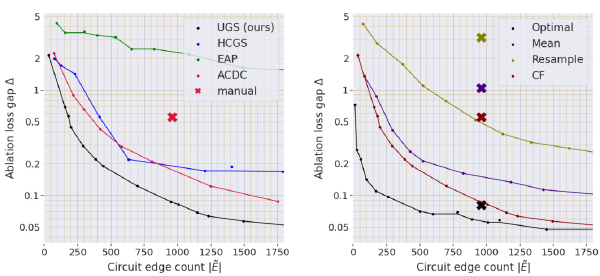 Ablation loss gap Δ
5
2
1
0.5
0.2
0.1
0.05
UGS (ours)
HCGS
EAP
ACDC
manual
0 250 500 750 1000 1250 1500 1750
Circuit edge count |Ẽ|
Ablation loss gap Δ
5
2
1
0.5
0.2
0.1
0.05
Optimal
Mean
Resample
CF
0 250 500 750 1000 1250 1500 1750
Circuit edge count |Ẽ|